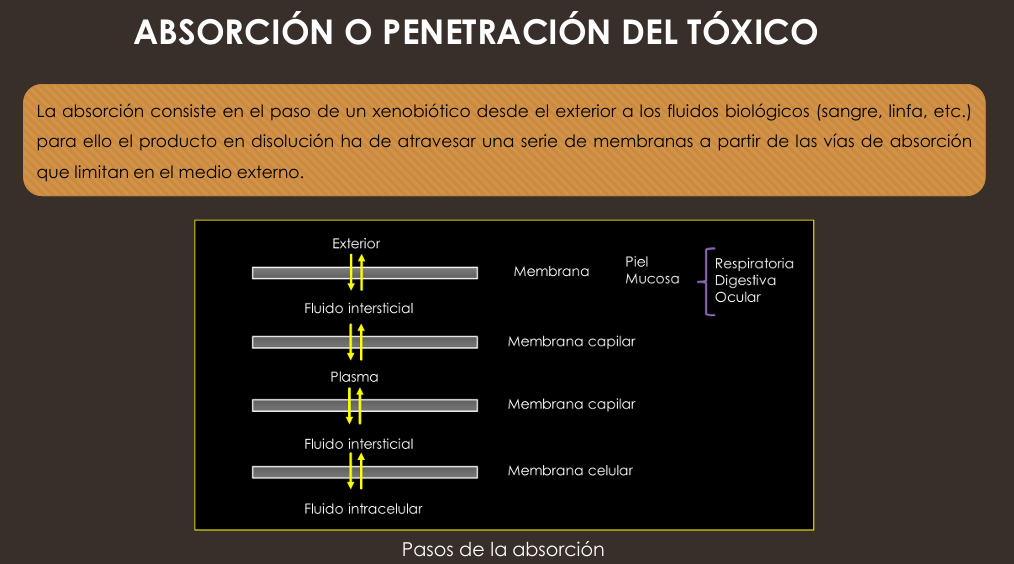 ABSORCIÓN O PENETRACIÓN DEL TÓXICO
La absorción consiste en el paso de un xenobiótico desde el exterior a los fluidos biológicos (sangre, linfa, etc.)
para ello el producto en disolución ha de atravesar una serie de membranas a partir de las vías de absorción
que limitan en el medio externo.
Exterior
Membrana
Piel
Mucosa
Respiratoria
Digestiva
Ocular
Fluido intersticial
Membrana capilar
Plasma
Membrana capilar
Fluido intersticial
Membrana celular
Fluido intracelular
Pasos de la absorción